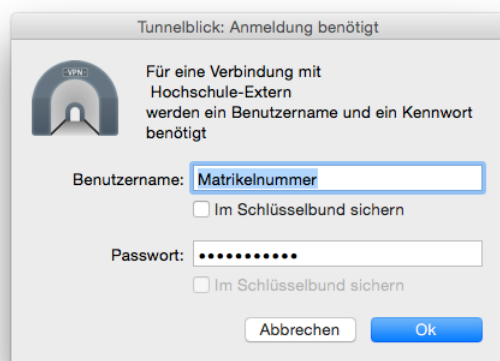 Tunnelblick: Anmeldung benötigt
VPN
Für eine Verbindung mit
Hochschule-Extern
werden ein Benutzername und ein Kennwort
benötigt
Benutzername: Matrikelnummer
Im Schlüsselbund sichern
Passwort: •••••••••••
Im Schlüsselbund sichern
Abbrechen Ok